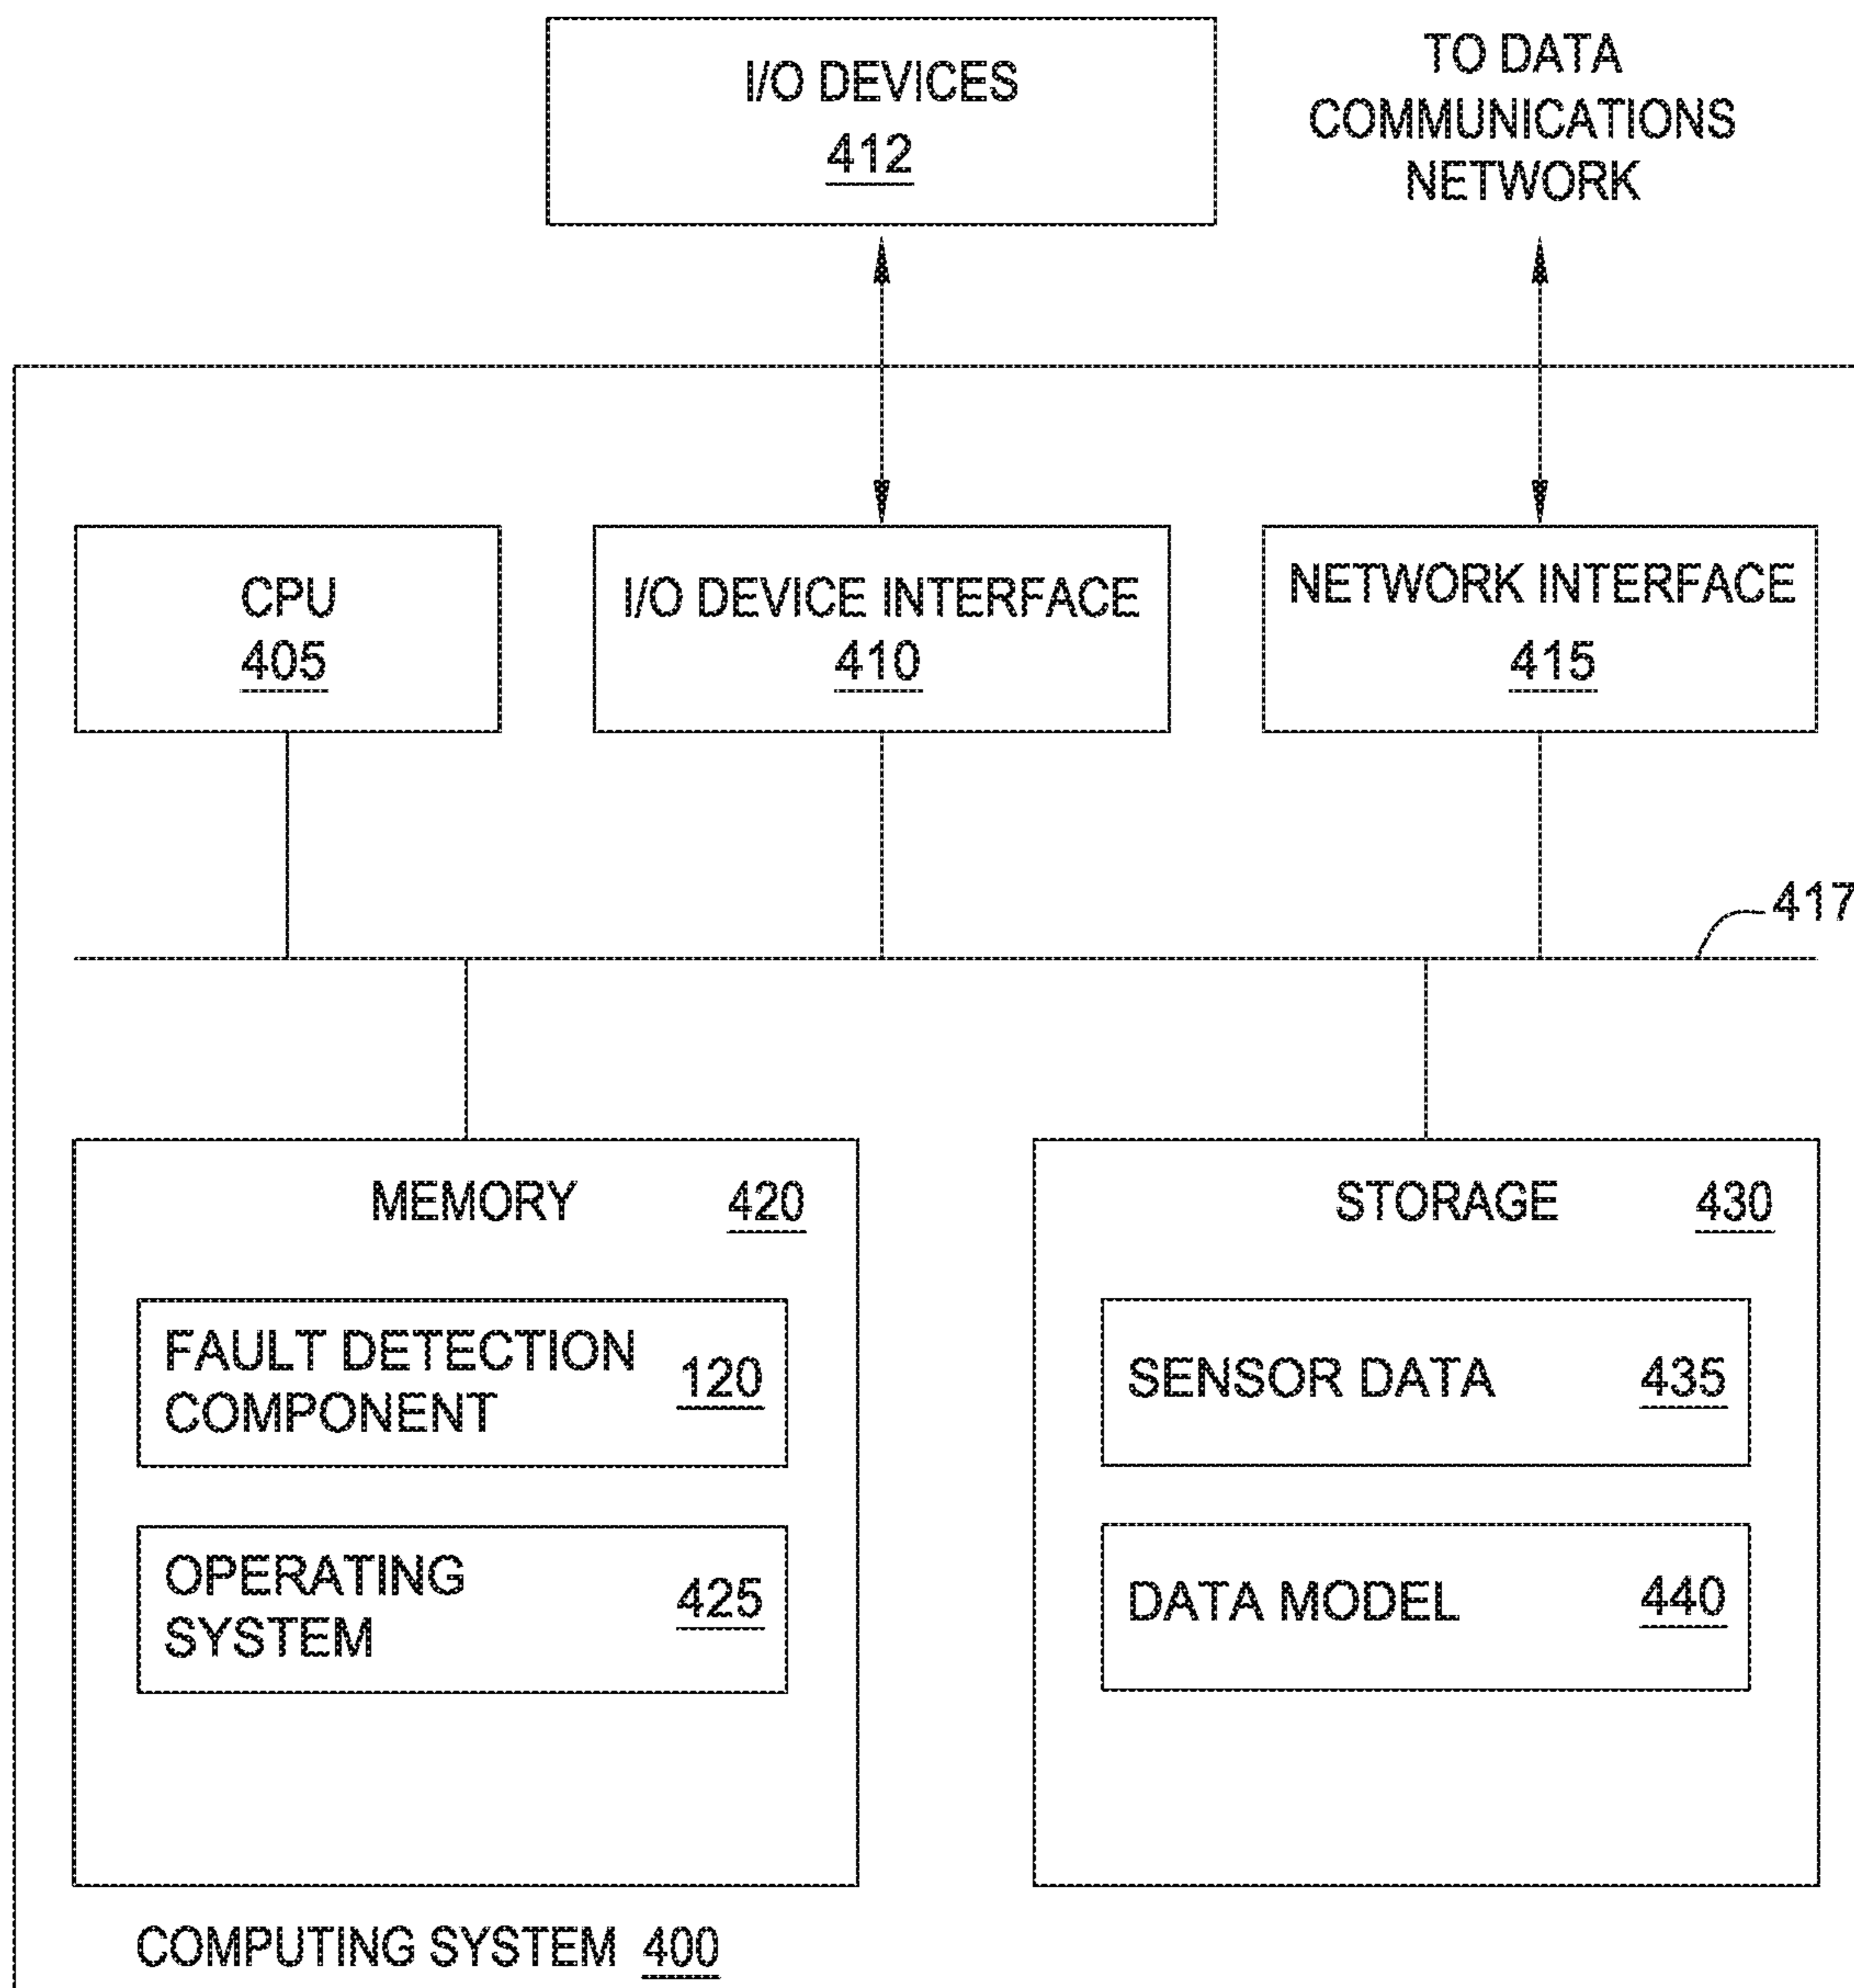 I/O DEVICES
412
TO DATA
COMMUNICATIONS
NETWORK
CPU
405
I/O DEVICE INTERFACE
410
NETWORK INTERFACE
415
417
MEMORY 420
FAULT DETECTION
COMPONENT
120
OPERATING
SYSTEM
425
STORAGE 430
SENSOR DATA 435
DATA MODEL 440
COMPUTING SYSTEM 400